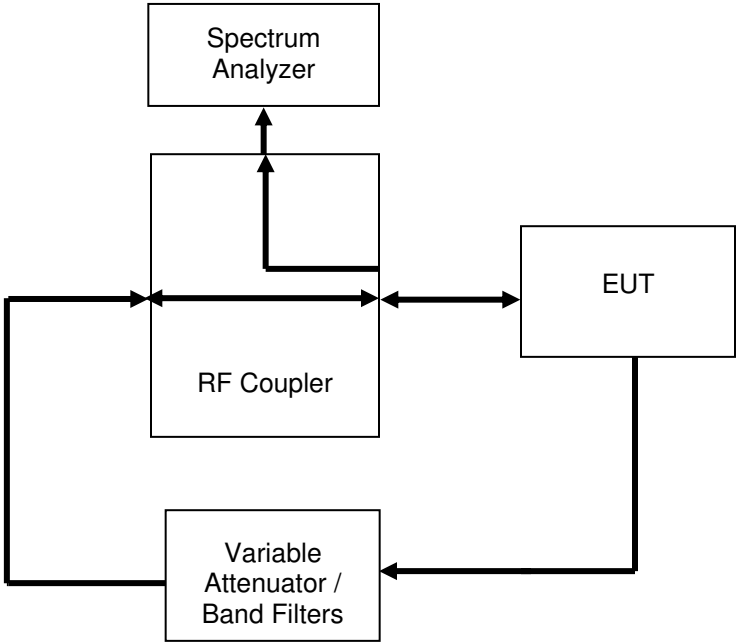 Spectrum
Analyzer
EUT
RF Coupler
Variable
Attenuator /
Band Filters